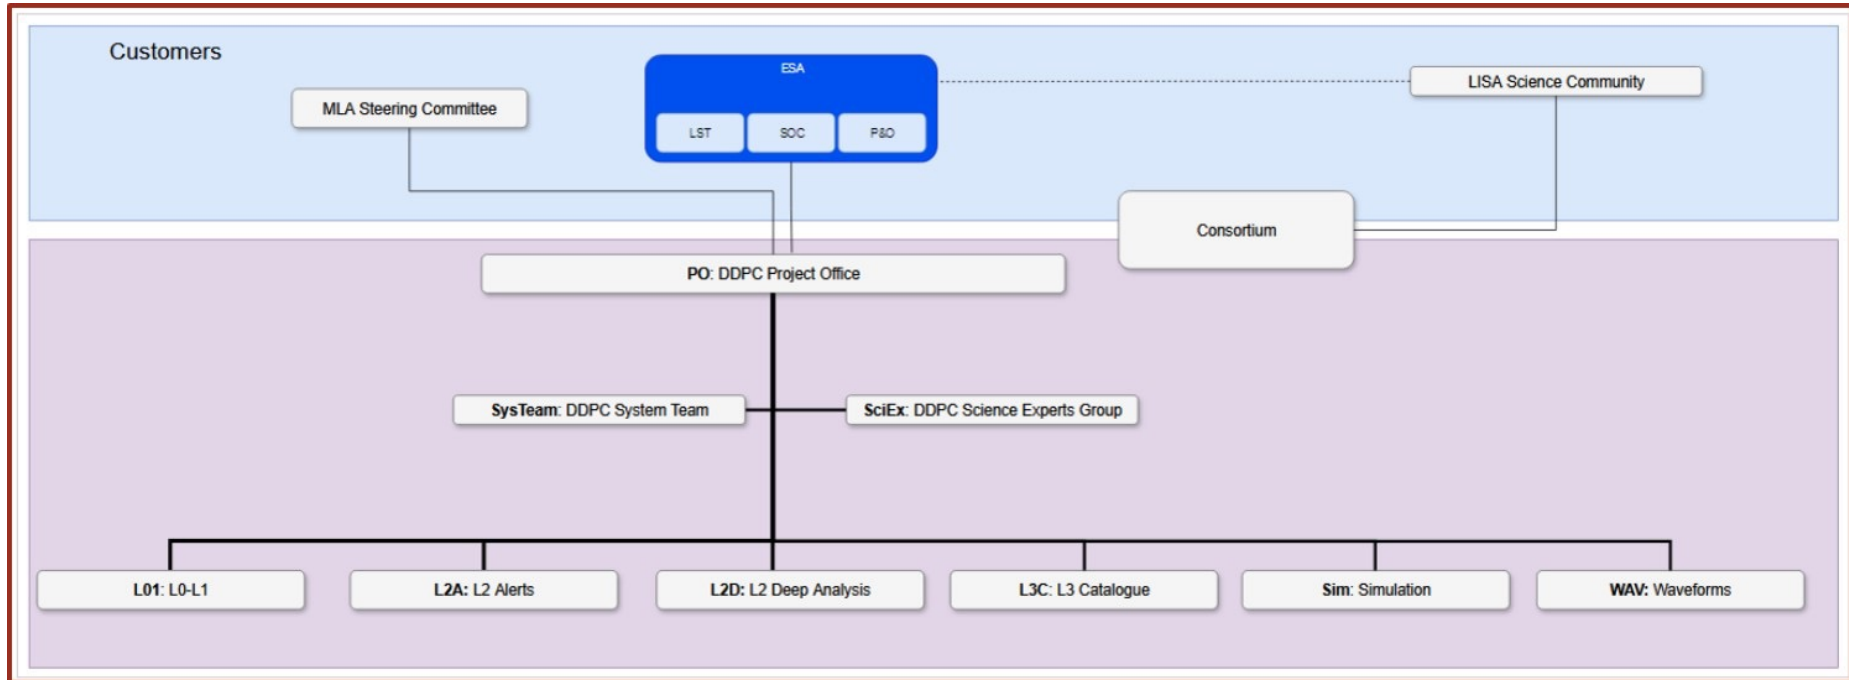 Customers
ESA
LISA Science Community
MLA Steering Committee
LST
SOC
P&O
Consortium
PO: DDPC Project Office
SysTeam: DDPC System Team
SciEx: DDPC Science Experts Group
L01: L0-L1
L2A: L2 Alerts
L2D: L2 Deep Analysis
L3C: L3 Catalogue
Sim: Simulation
WAV: Waveforms